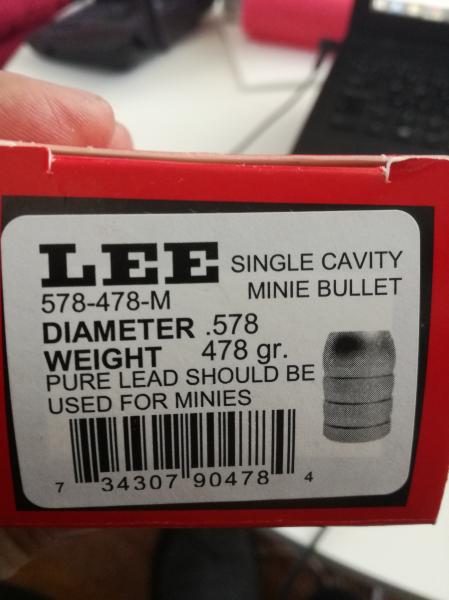 LEE SINGLE CAVITY
578-478-M MINIE BULLET
DIAMETER .578
WEIGHT 478 gr.
PURE LEAD SHOULD BE
USED FOR MINIES
7 34307 90478 4